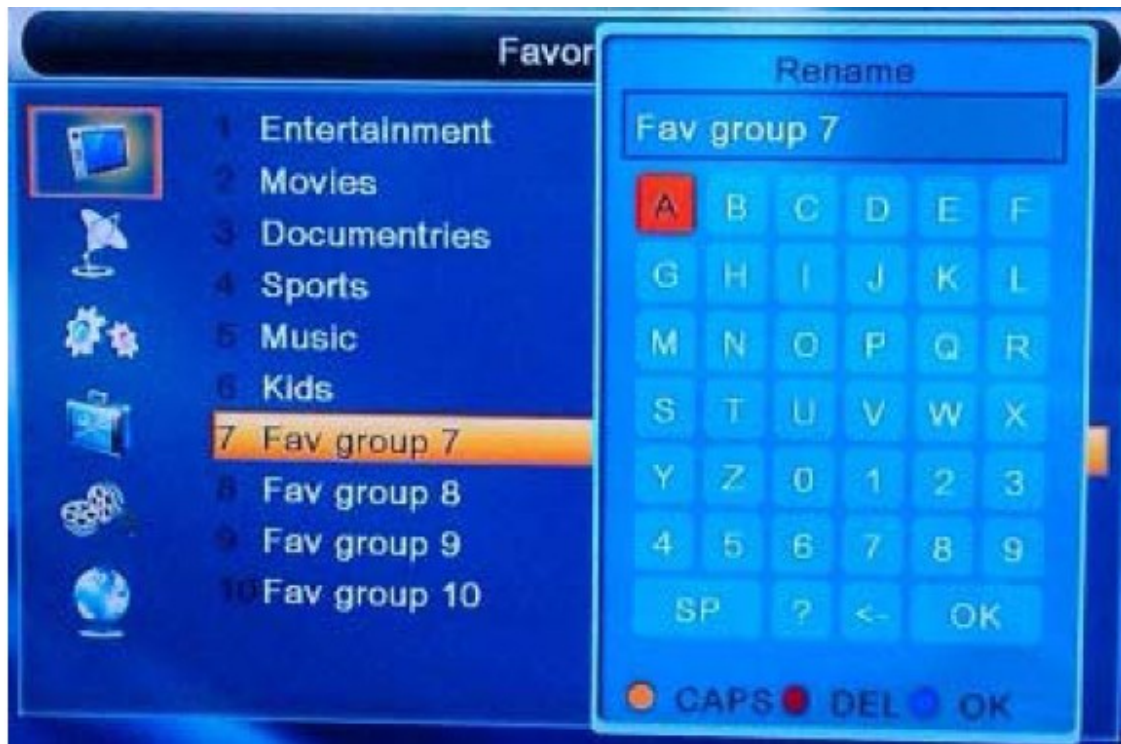 Favor
1 Entertainment
2 Movies
3 Documentries
4 Sports
5 Music
6 Kids
7 Fav group 7
8 Fav group 8
9 Fav group 9
10 Fav group 10
Rename
Fav group 7
A B C D E F
G H I J K L
M N O P Q R
S T U V W X
Y Z 0 1 2 3
4 5 6 7 8 9
SP ? <- OK
CAPS DEL OK